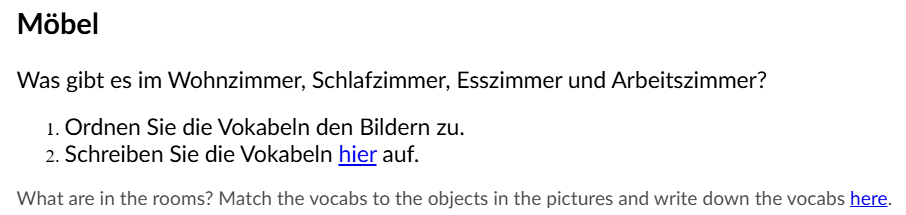 Möbel
Was gibt es im Wohnzimmer, Schlafzimmer, Esszimmer und Arbeitszimmer?
1. Ordnen Sie die Vokabeln den Bildern zu.
2. Schreiben Sie die Vokabeln hier auf.
What are in the rooms? Match the vocabs to the objects in the pictures and write down the vocabs here.